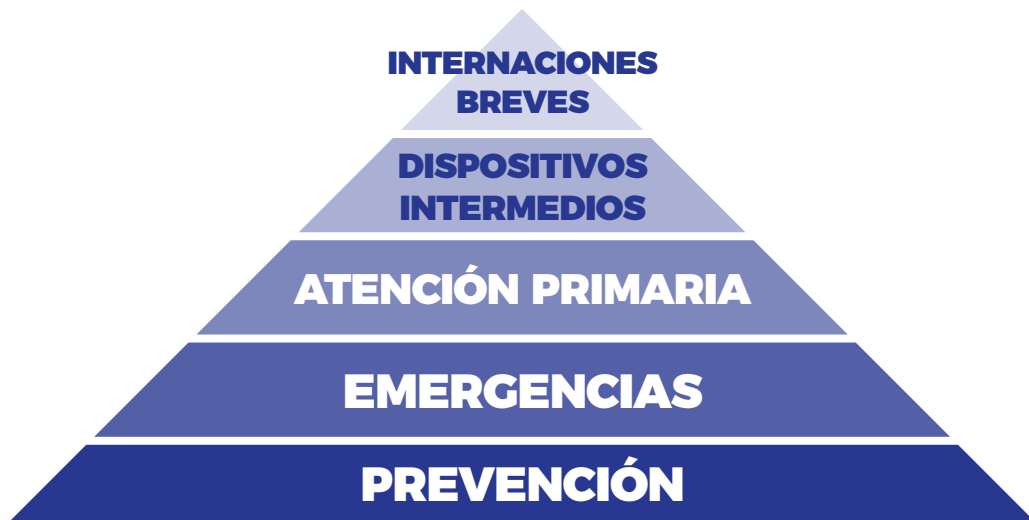 INTERNACIONES
BREVES
DISPOSITIVOS
INTERMEDIOS
ATENCIÓN PRIMARIA
EMERGENCIAS
PREVENCIÓN